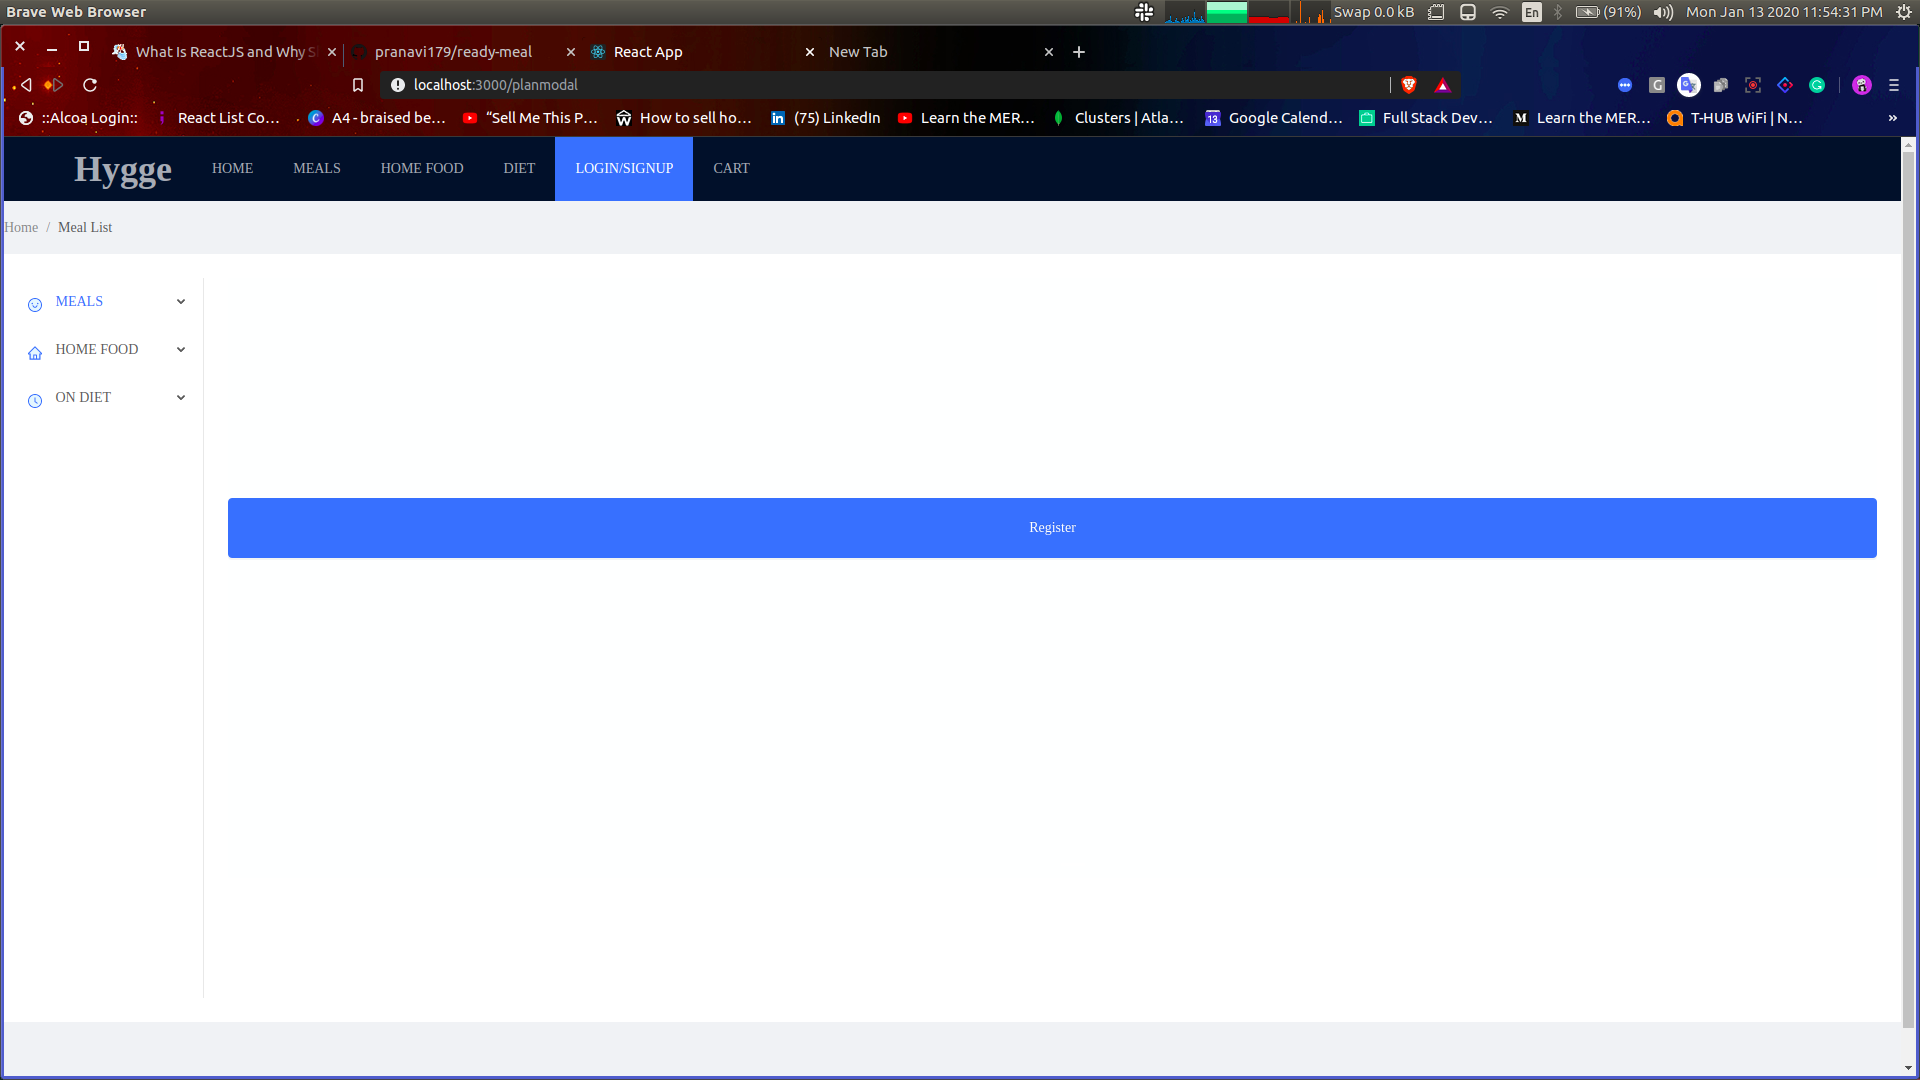 Brave Web Browser
Swap 0.0 kB En (91%) Mon Jan 13 2020 11:54:31 PM
What Is ReactJS and Why S
pranavi179/ready-meal
React App
New Tab
localhost:3000/planmodal
::Alcoa Login::
React List Co...
A4 - braised be...
"Sell Me This P...
How to sell ho...
(75) LinkedIn
Learn the MER...
Clusters | Atla...
Google Calend...
Full Stack Dev...
Learn the MER...
T-HUB WiFi | N...
Hygge HOME MEALS HOME FOOD DIET LOGIN/SIGNUP CART
Home / Meal List
MEALS
HOME FOOD
ON DIET
Register